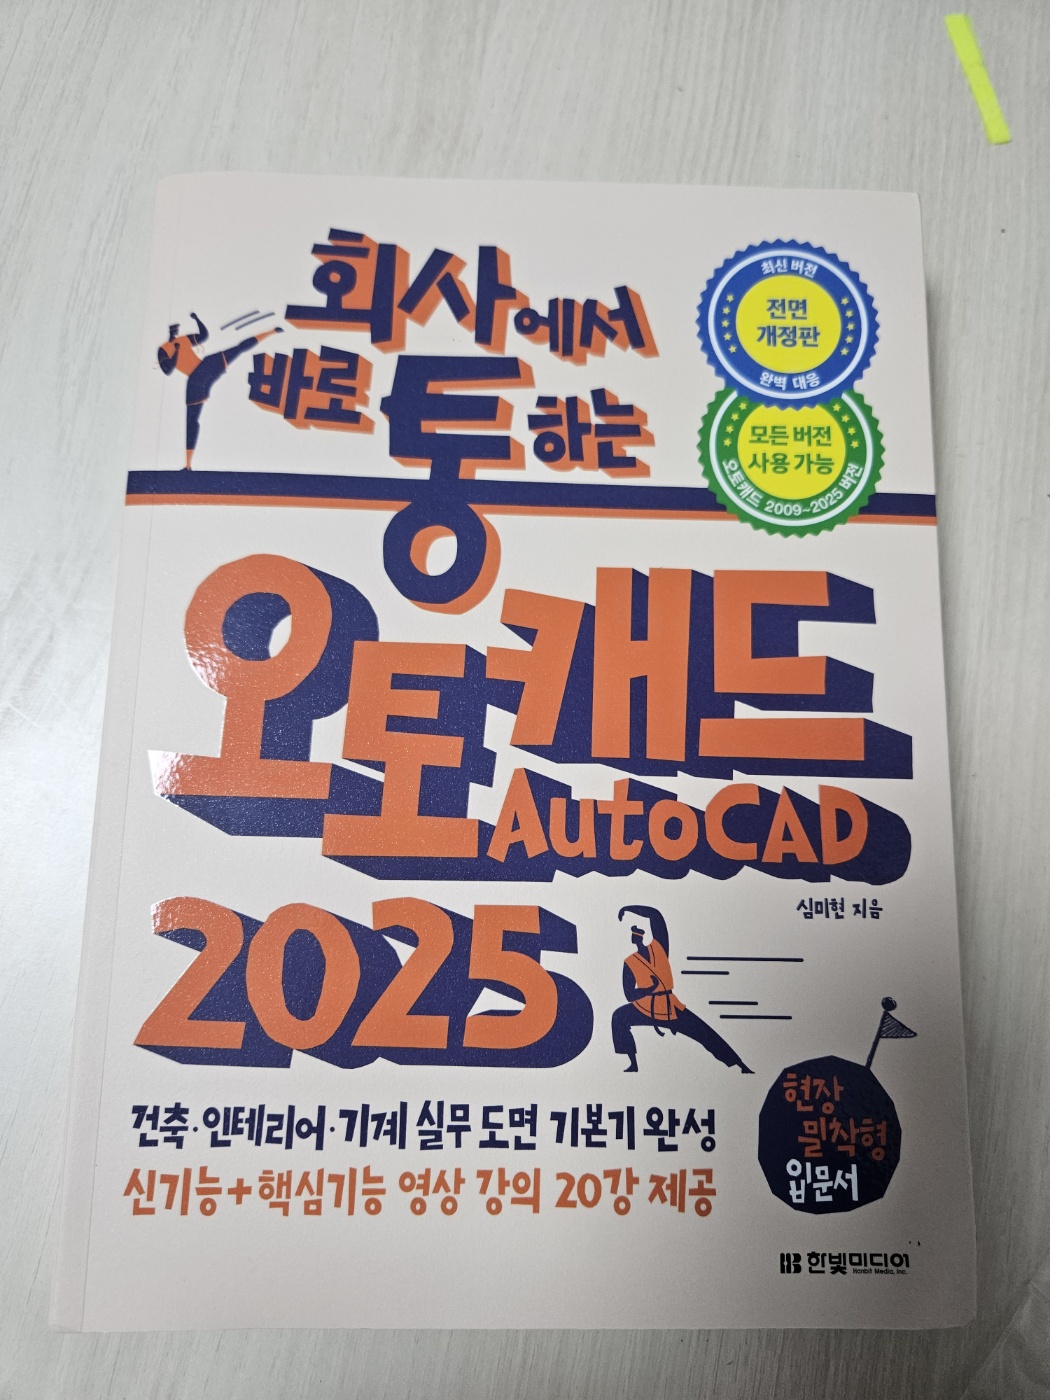 회사에서
바로 통하는
오토캐드
AutoCAD
2025
최신 버전
전면
개정판
완벽 대응
모든 버전
사용 가능
오토캐드 2009~2025 버전
심미현 지음
건축·인테리어·기계 실무 도면 기본기 완성
신기능+핵심기능 영상 강의 20강 제공
현장
밀착형
입문서
HB 한빛미디어
Hanbit Media, Inc.